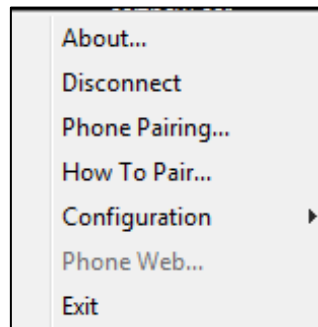 About...
Disconnect
Phone Pairing...
How To Pair...
Configuration
Phone Web...
Exit